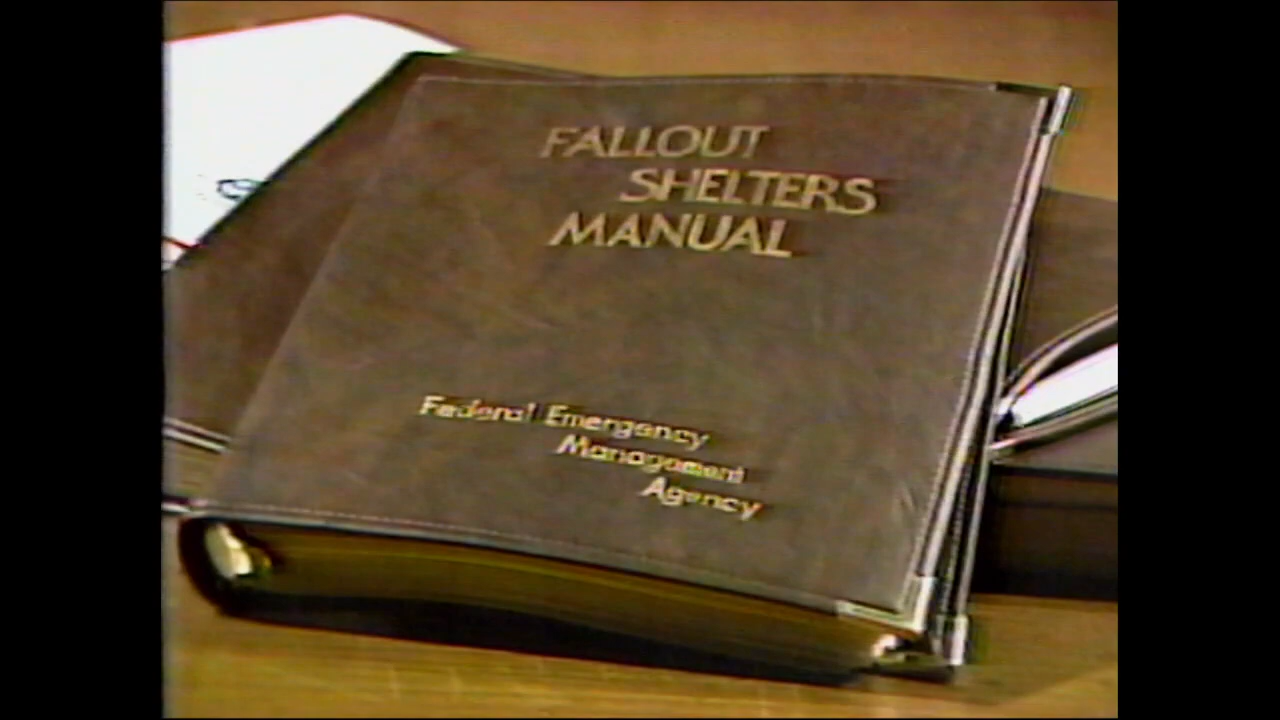 FALLOUT
SHELTERS
MANUAL
Federal Emergency
Management
Agency